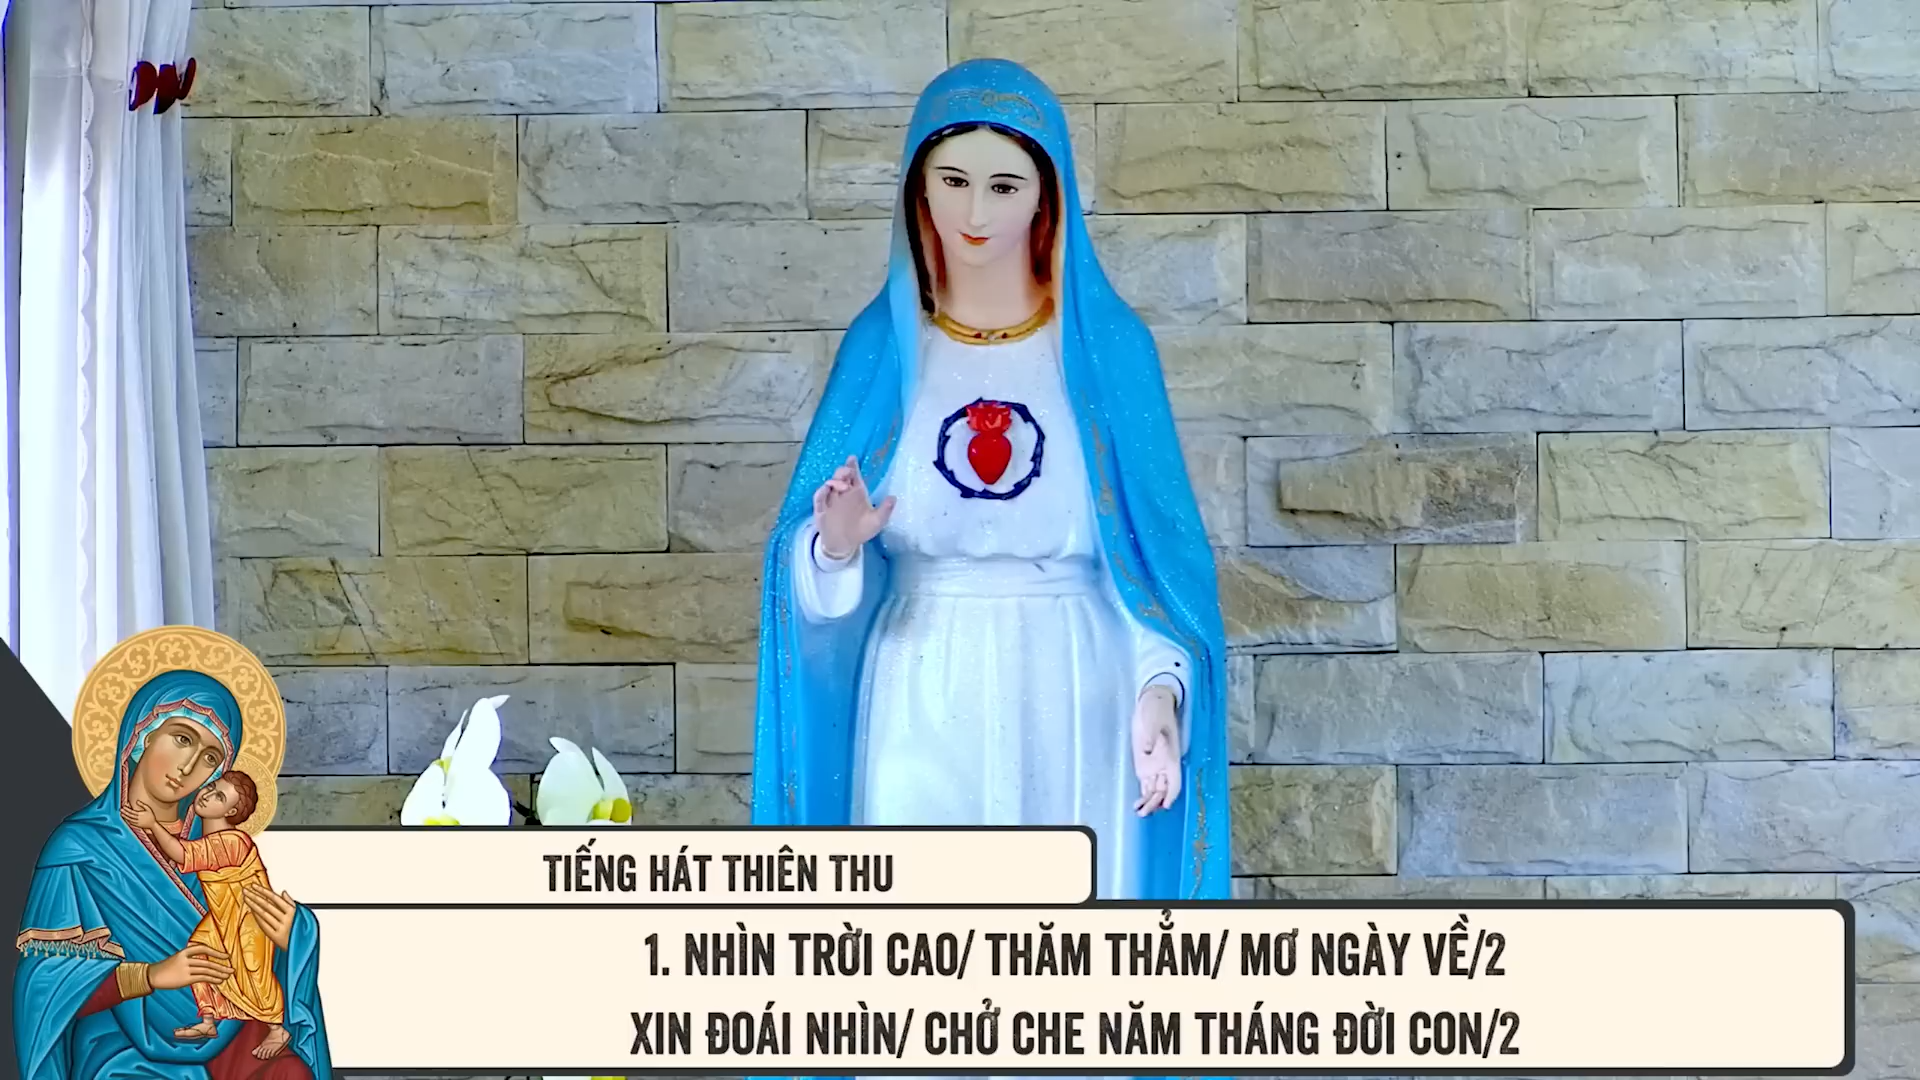 TIẾNG HÁT THIÊN THU
1. NHÌN TRỜI CAO/ THĂM THẲM/ MƠ NGÀY VỀ/2
XIN ĐOÁI NHÌN/ CHỞ CHE NĂM THÁNG ĐỜI CON/2